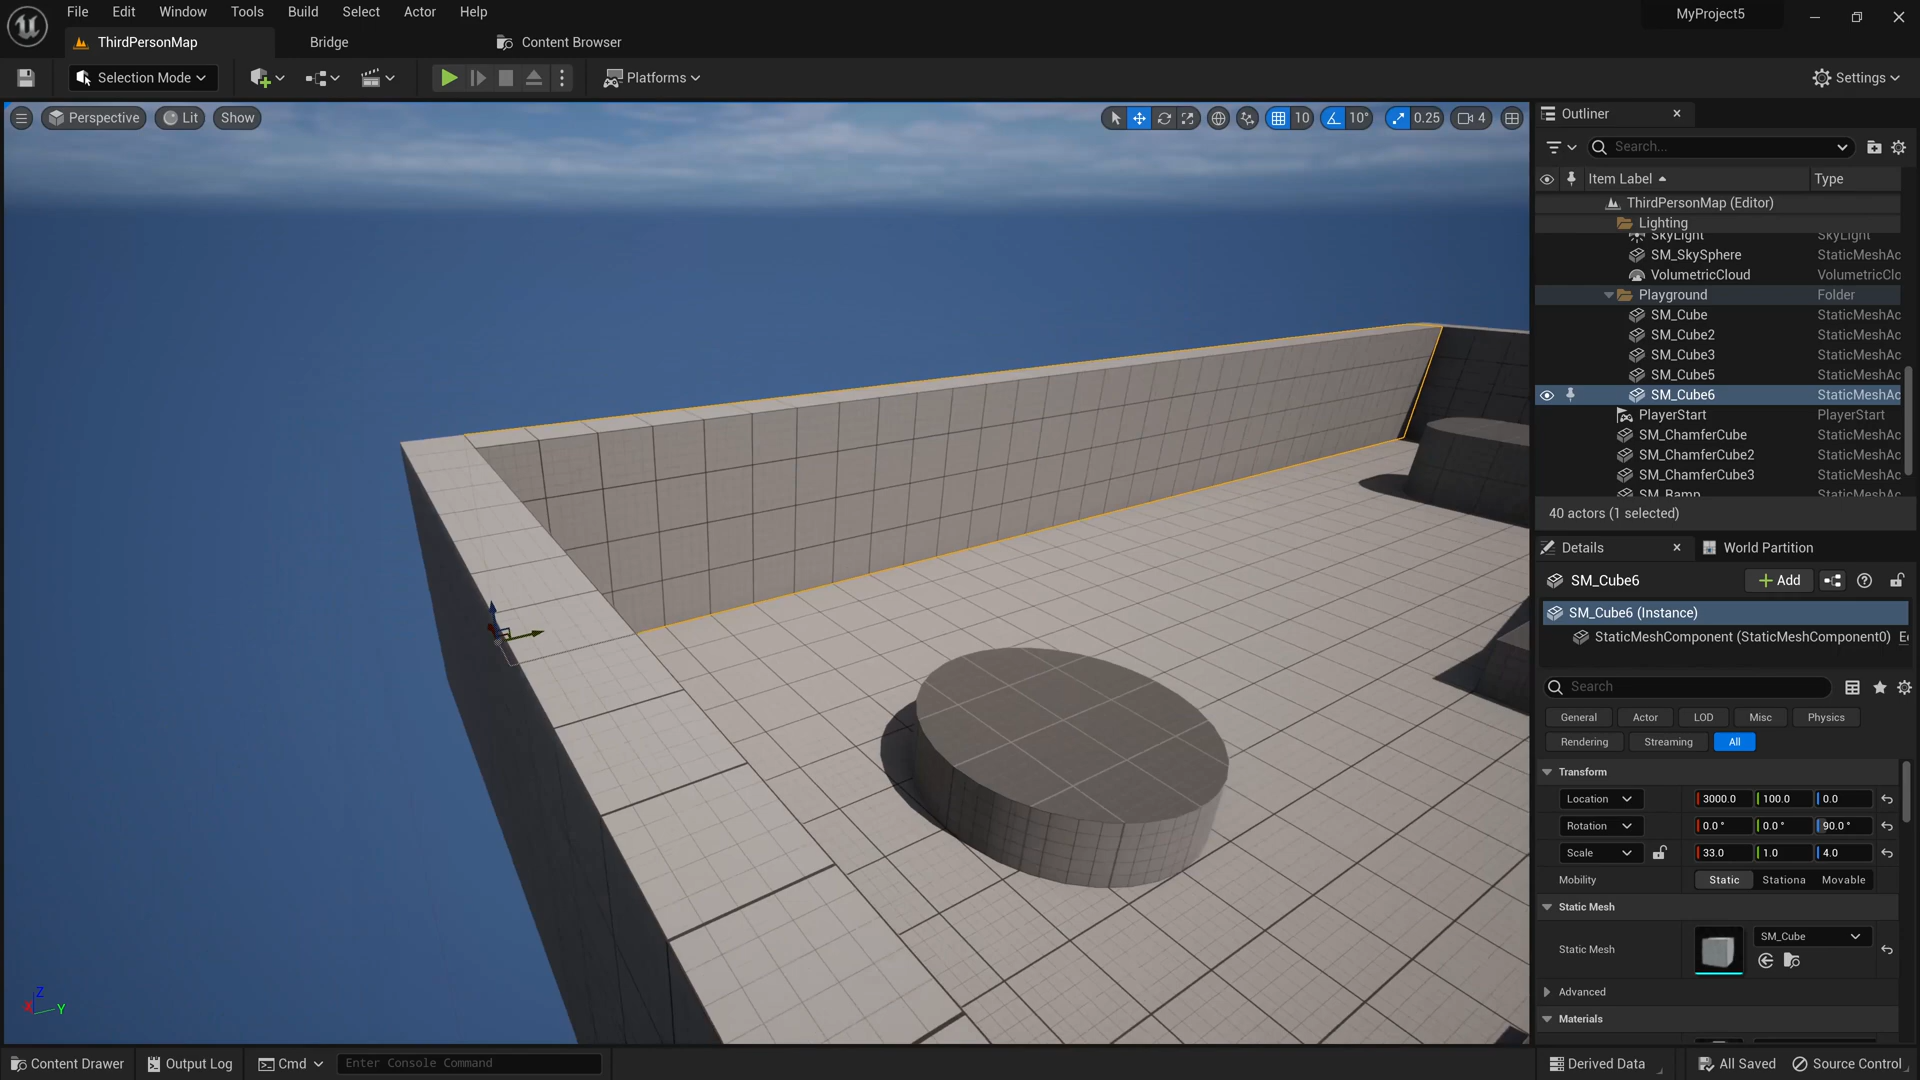 File Edit Window Tools Build Select Actor Help
MyProject5
ThirdPersonMap Bridge Content Browser
Selection Mode Platforms Settings
Perspective Lit Show 10 10° 0.25 4
Outliner
Search...
Item Label Type
ThirdPersonMap (Editor)
Lighting
SkyLight SkyLight
SM_SkySphere StaticMeshAc
VolumetricCloud VolumetricClo
Playground Folder
SM_Cube StaticMeshAc
SM_Cube2 StaticMeshAc
SM_Cube3 StaticMeshAc
SM_Cube5 StaticMeshAc
SM_Cube6 StaticMeshAc
PlayerStart PlayerStart
SM_ChamferCube StaticMeshAc
SM_ChamferCube2 StaticMeshAc
SM_ChamferCube3 StaticMeshAc
SM_Ramp StaticMeshAc
40 actors (1 selected)
Details World Partition
SM_Cube6 Add
SM_Cube6 (Instance)
StaticMeshComponent (StaticMeshComponent0)
Search
General Actor LOD Misc Physics
Rendering Streaming All
Transform
Location 3000.0 100.0 0.0
Rotation 0.0 ° 0.0 ° 90.0 °
Scale 33.0 1.0 4.0
Mobility Static Stationa Movable
Static Mesh
Static Mesh SM_Cube
Advanced
Materials
Z
X Y
Content Drawer Output Log Cmd Enter Console Command Derived Data All Saved Source Control